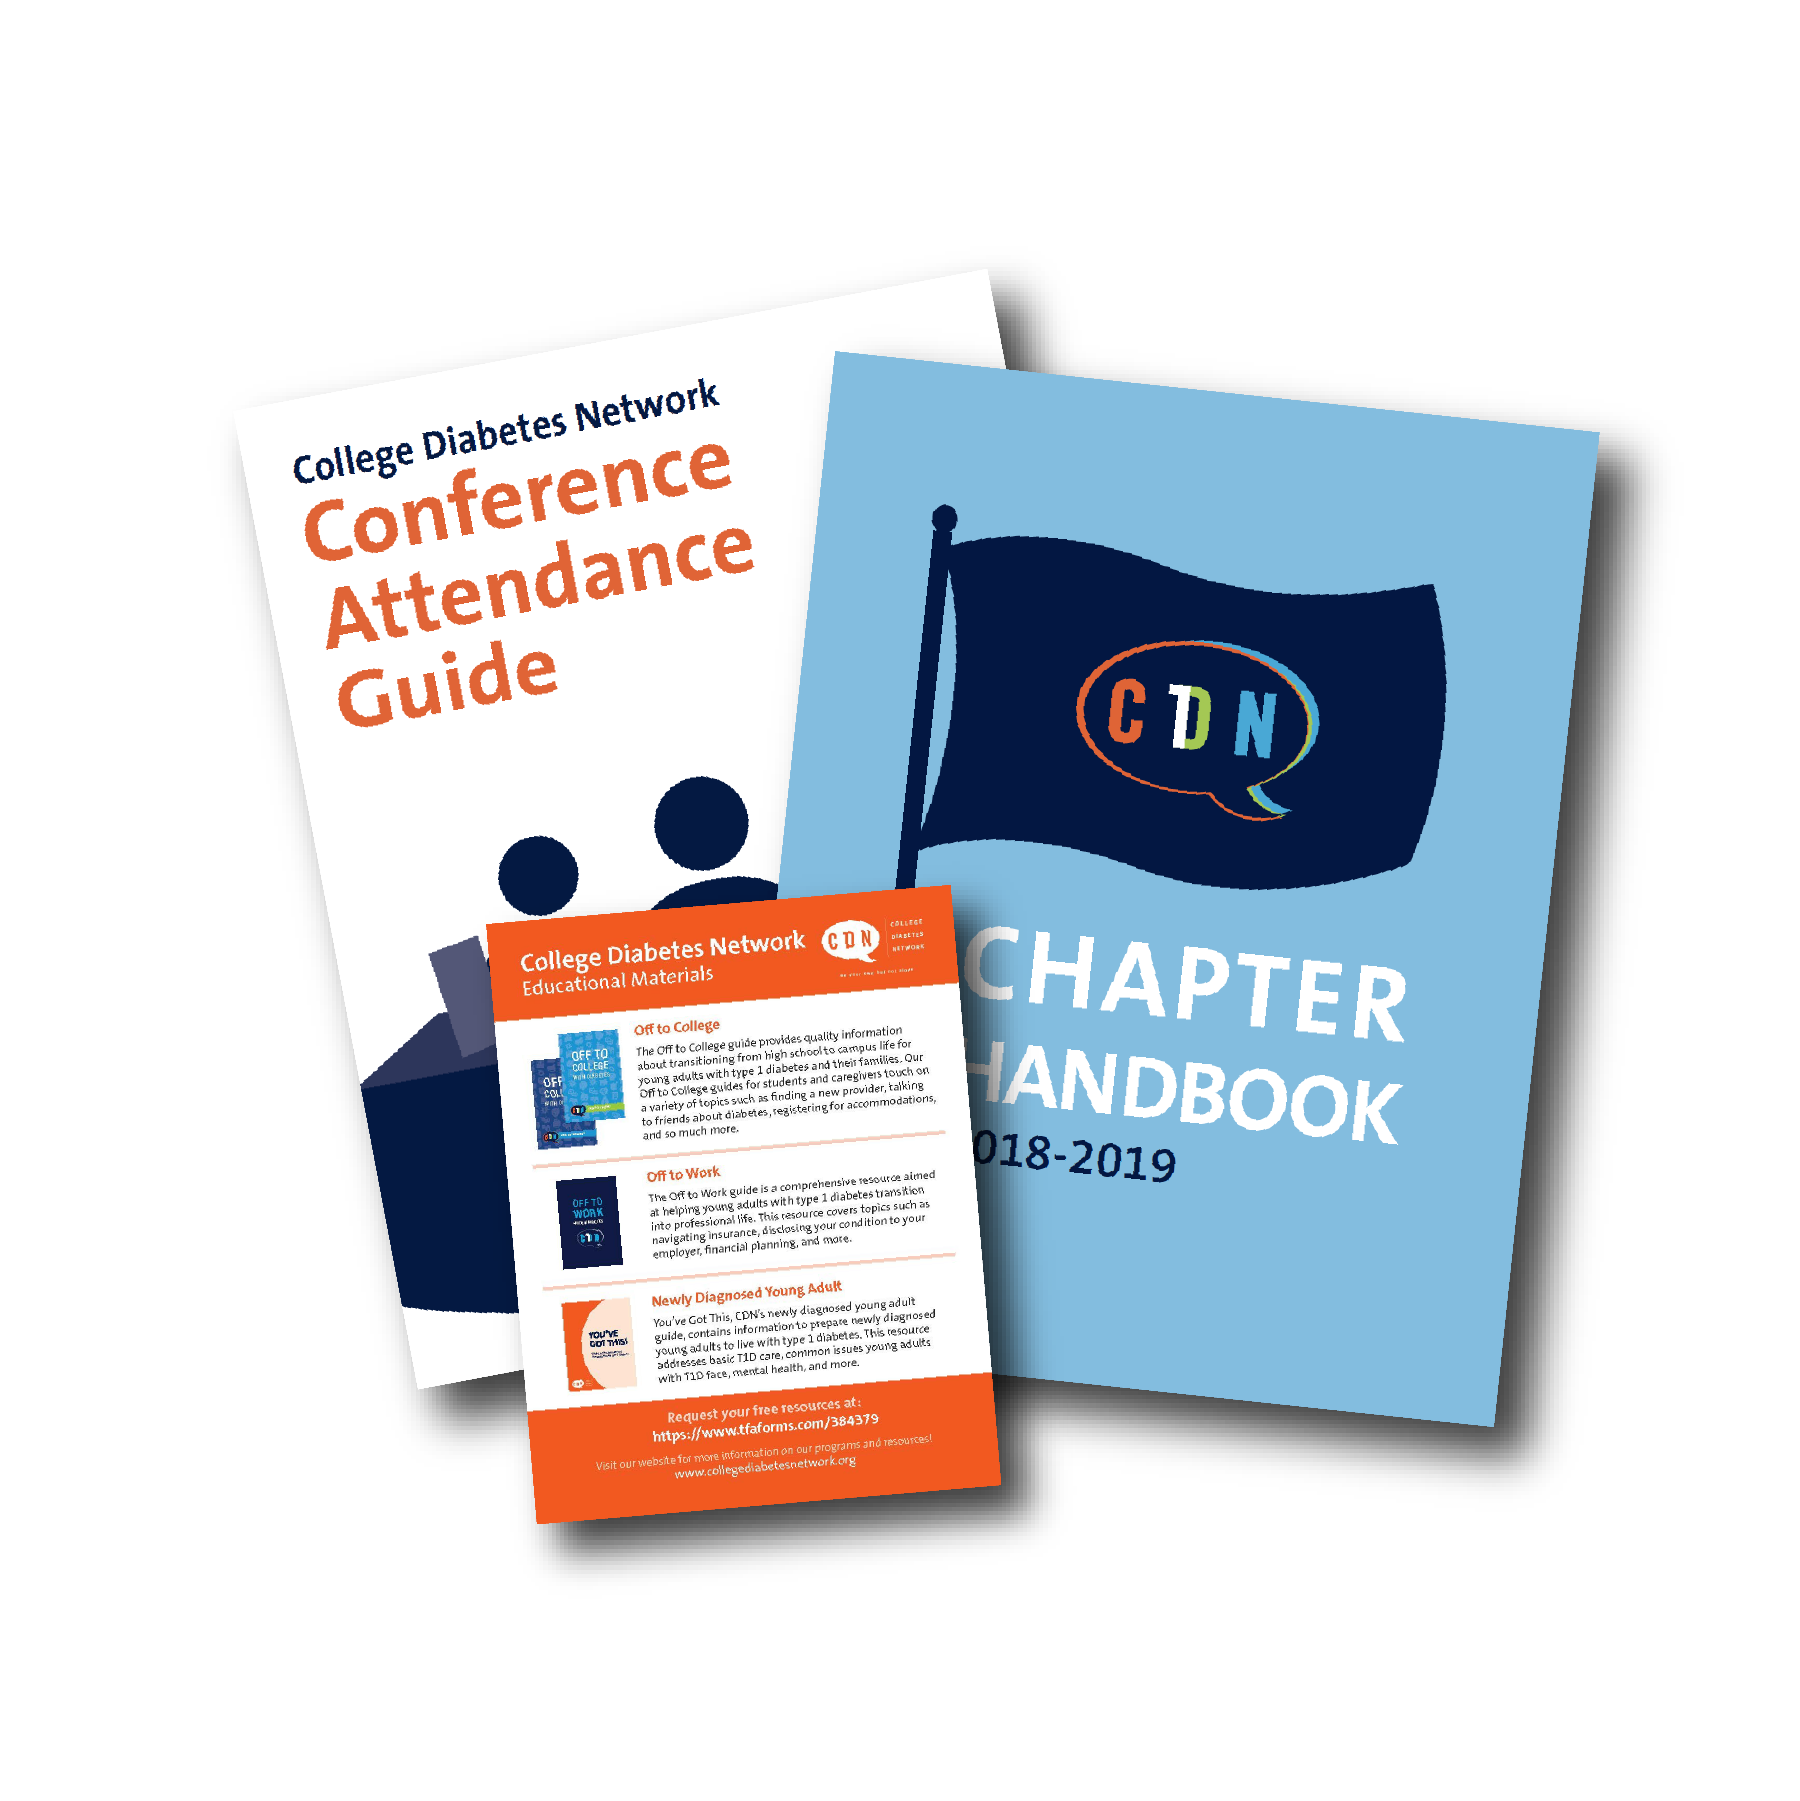 College Diabetes Network
Conference
Attendance
Guide
CDN
CHAPTER
HANDBOOK
018-2019
College Diabetes Network
Educational Materials
CDN
COLLEGE
DIABETES
NETWORK
Off to College
The Off to College guide provides quality information
about transitioning from high school to campus life for
young adults with type 1 diabetes and their families. Our
Off to College guides for students and caregivers touch on
a variety of topics such as finding a new provider, talking
to friends about diabetes, registering for accommodations,
and so much more.
OFF TO
COLLEGE
WITH DIABETES
OFF
COLL
CDN
CDN
Off to Work
The Off to Work guide is a comprehensive resource aimed
at helping young adults with type 1 diabetes transition
into professional life. This resource covers topics such as
navigating insurance, disclosing your condition to your
employer, financial planning, and more.
OFF TO
WORK
CDN
Newly Diagnosed Young Adult
You've Got This, CDN's newly diagnosed young adult
guide, contains information to prepare newly diagnosed
young adults to live with type 1 diabetes. This resource
addresses basic T1D care, common issues young adults
with T1D face, mental health, and more.
YOU'VE
GOT THIS!
Request your free resources at:
https://www.tfaforms.com/384379
Visit our website for more information on our programs and resources!
www.collegediabetesnetwork.org